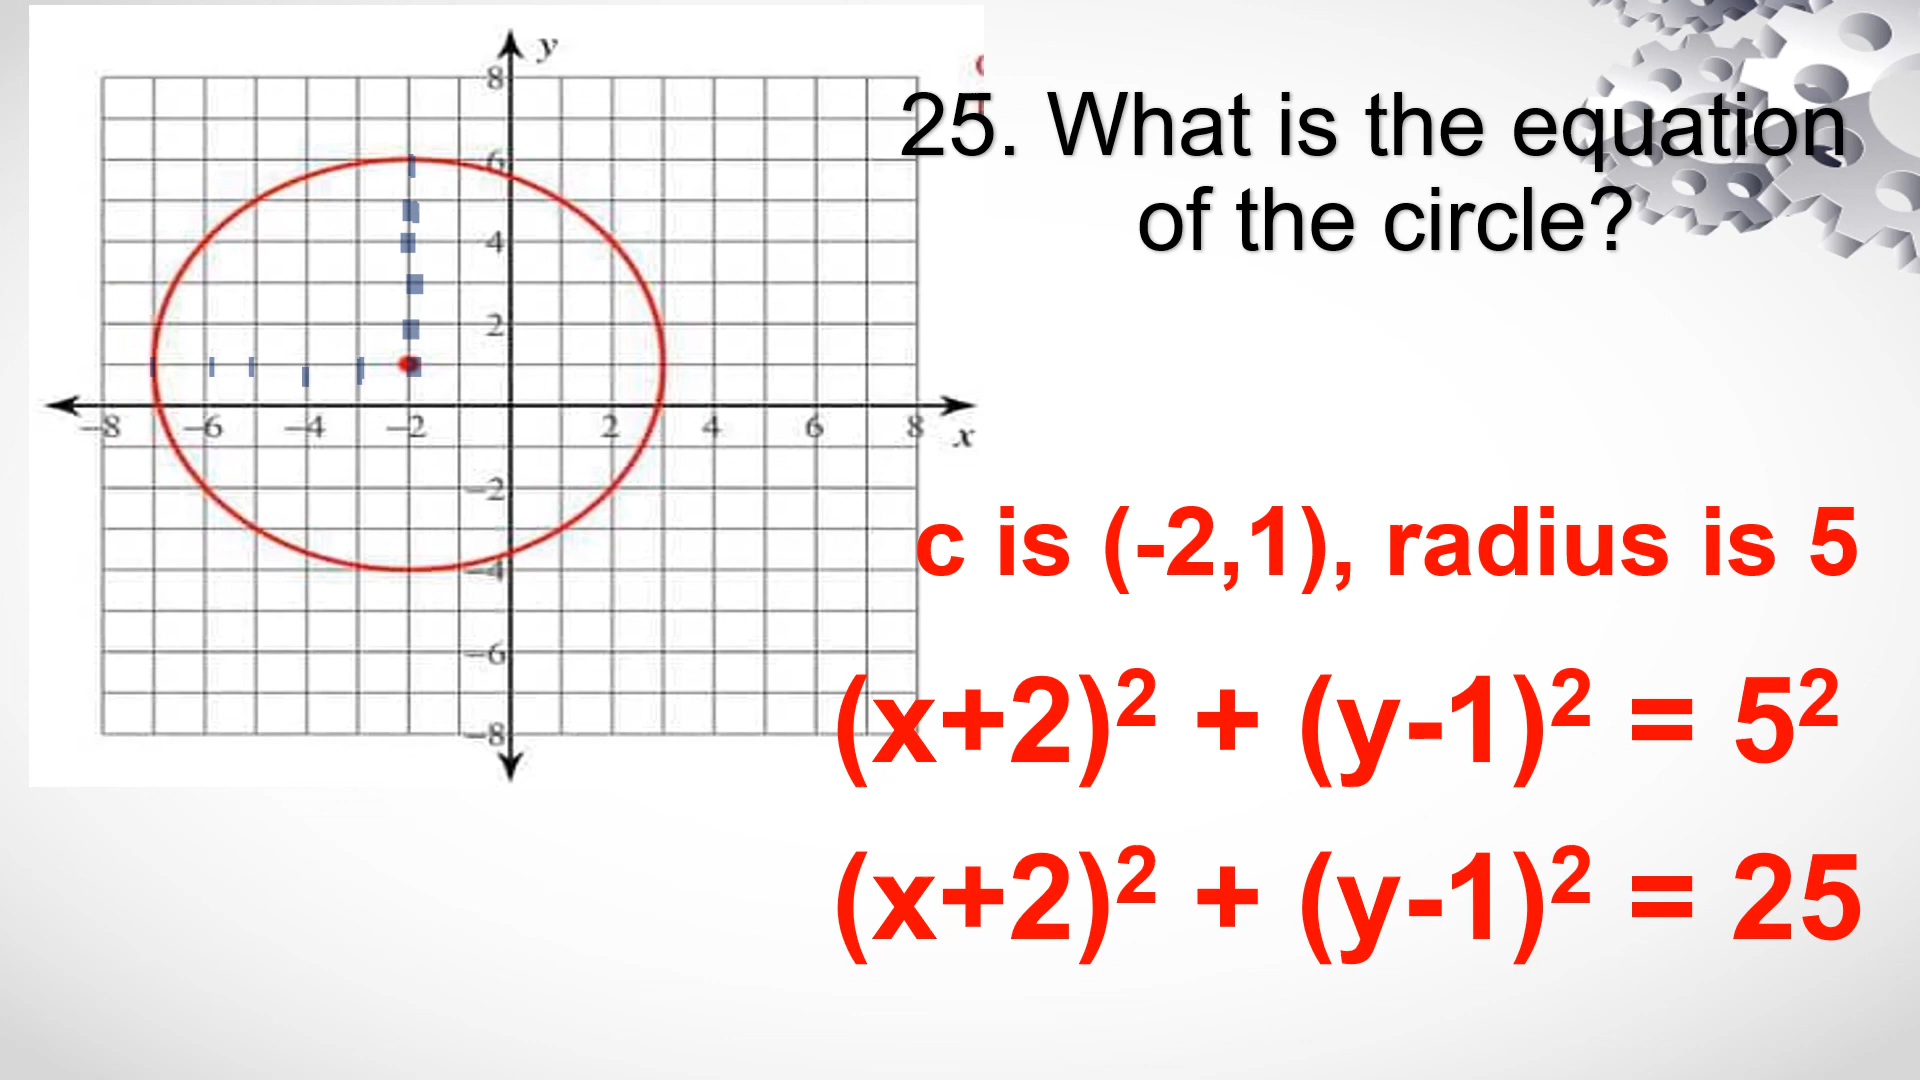 25. What is the equation
of the circle?
y
8
6
4
2
-8 -6 -4 -2 2 4 6 8 x
-2
-4
-6
-8
c is (-2,1), radius is 5
(x+2)² + (y-1)² = 5²
(x+2)² + (y-1)² = 25